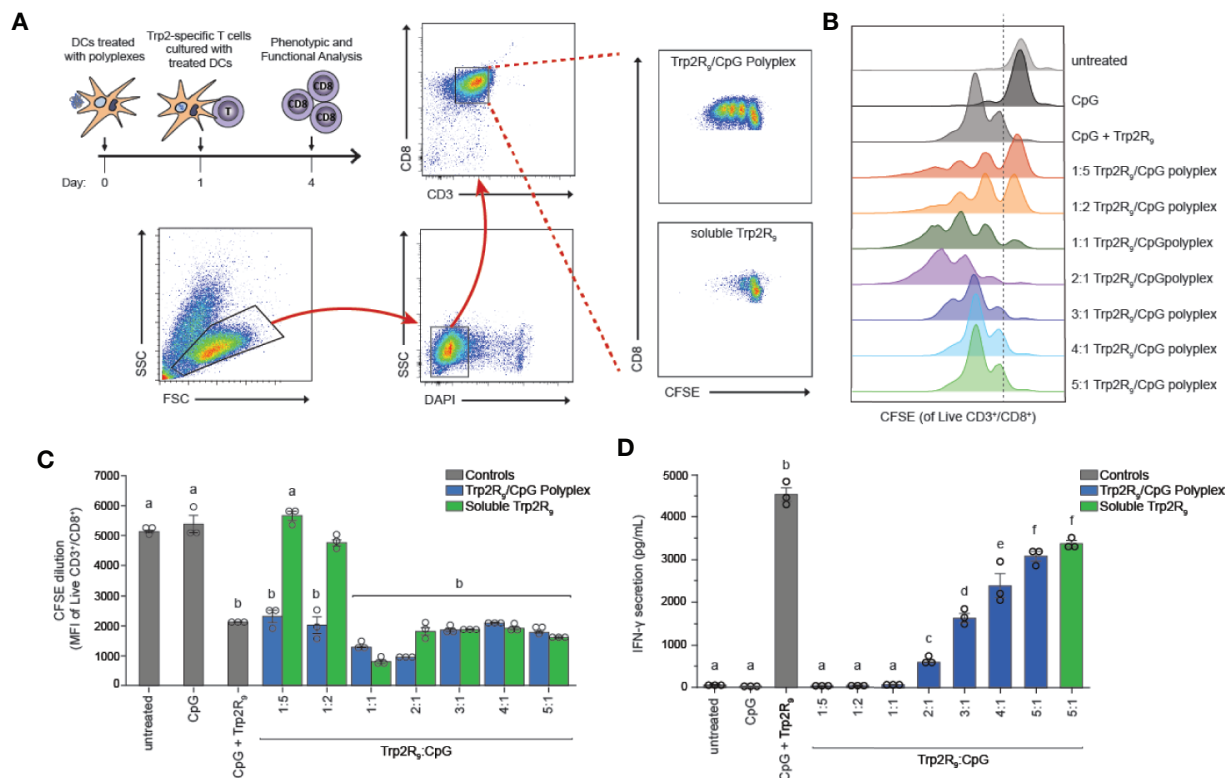 A
DCs treated
with polyplexes
Trp2-specific T cells
cultured with
treated DCs
Phenotypic and
Functional Analysis
T
CD8
CD8
CD8
Day:
0
1
4
CD8
CD3
SSC
FSC
SSC
DAPI
Trp2R₉/CpG Polyplex
soluble Trp2R₉
CD8
CFSE
B
untreated
CpG
CpG + Trp2R₉
1:5 Trp2R₉/CpG polyplex
1:2 Trp2R₉/CpG polyplex
1:1 Trp2R₉/CpGpolyplex
2:1 Trp2R₉/CpGpolyplex
3:1 Trp2R₉/CpG polyplex
4:1 Trp2R₉/CpG polyplex
5:1 Trp2R₉/CpG polyplex
CFSE (of Live CD3⁺/CD8⁺)
C
CFSE dilution
(MFI of Live CD3⁺/CD8⁺)
7000
6000
5000
4000
3000
2000
1000
0
Controls
Trp2R₉/CpG Polyplex
Soluble Trp2R₉
a
a
b
b
a
b
b
untreated
CpG
CpG + Trp2R₉
1:5
1:2
1:1
2:1
3:1
4:1
5:1
Trp2R₉:CpG
D
IFN-γ secretion (pg/mL)
5000
4000
3000
2000
1000
0
Controls
Trp2R₉/CpG Polyplex
Soluble Trp2R₉
a
a
b
a
a
a
c
d
e
f
f
untreated
CpG
CpG + Trp2R₉
1:5
1:2
1:1
2:1
3:1
4:1
5:1
5:1
Trp2R₉:CpG